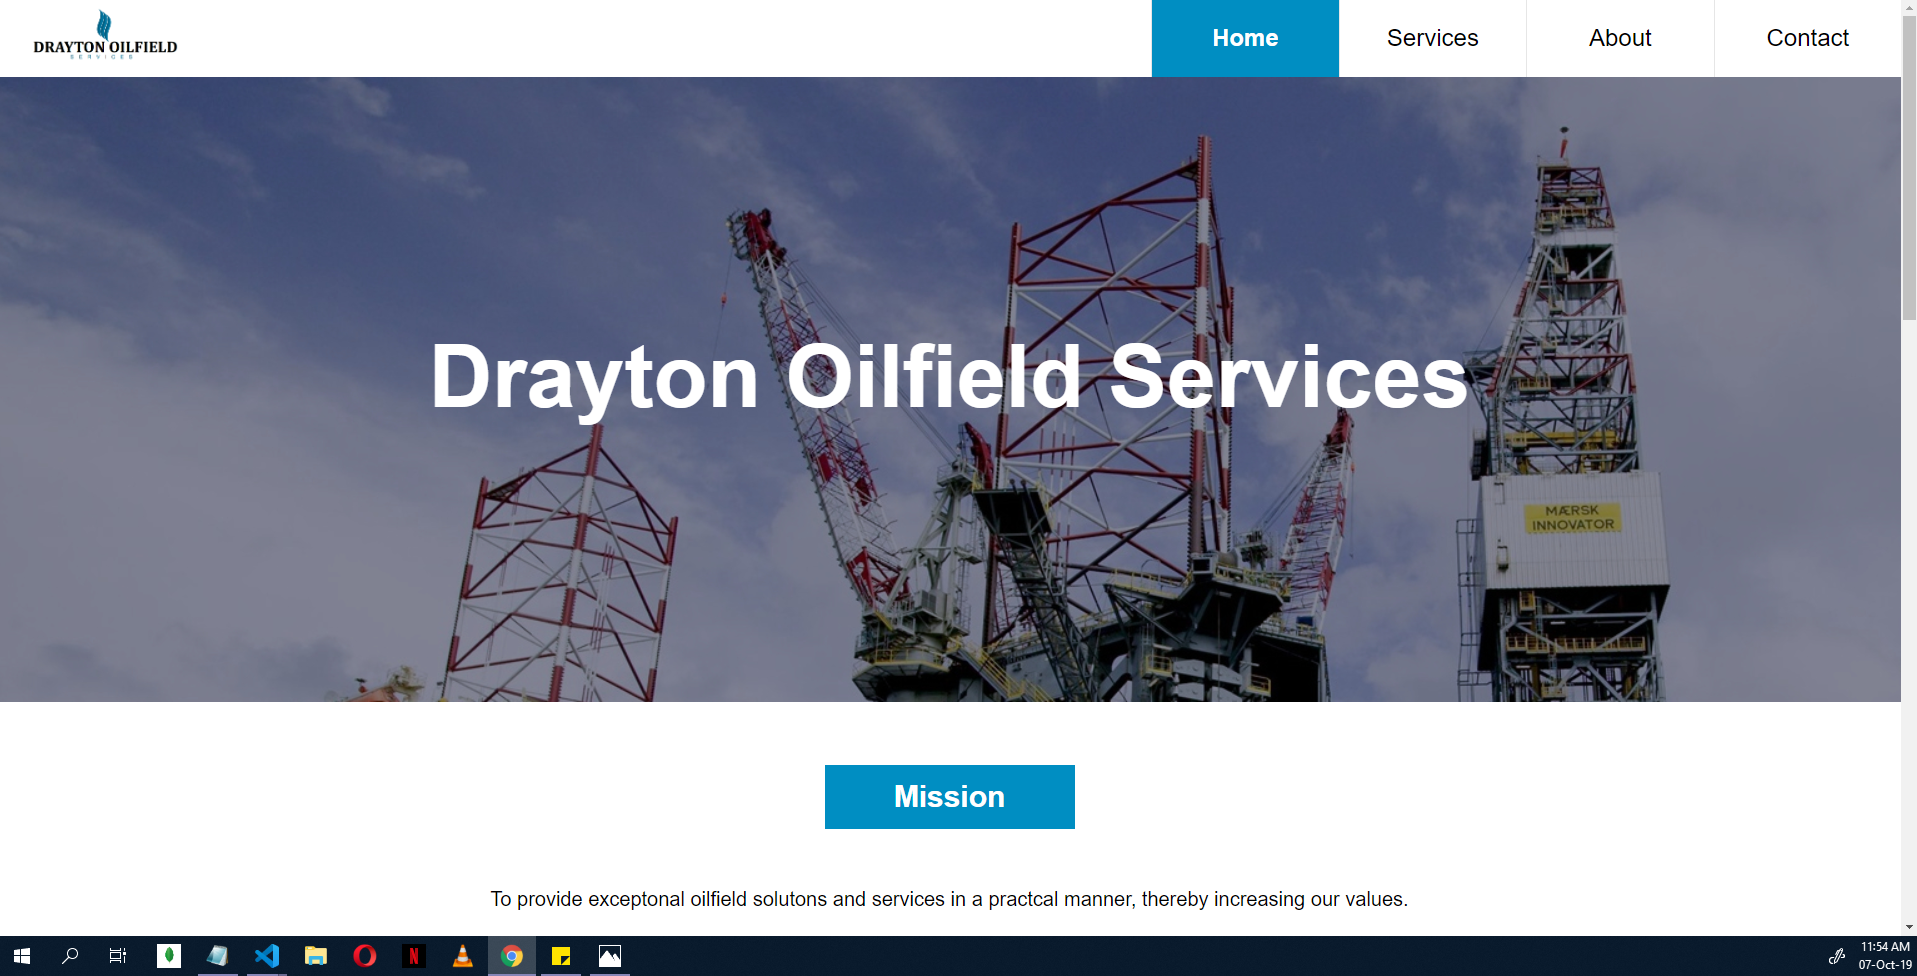 DRAYTON OILFIELD
SERVICES
Home
Services
About
Contact
Drayton Oilfield Services
MÆRSK
INNOVATOR
Mission
To provide exceptonal oilfield solutons and services in a practcal manner, thereby increasing our values.
N
11:54 AM
07-Oct-19